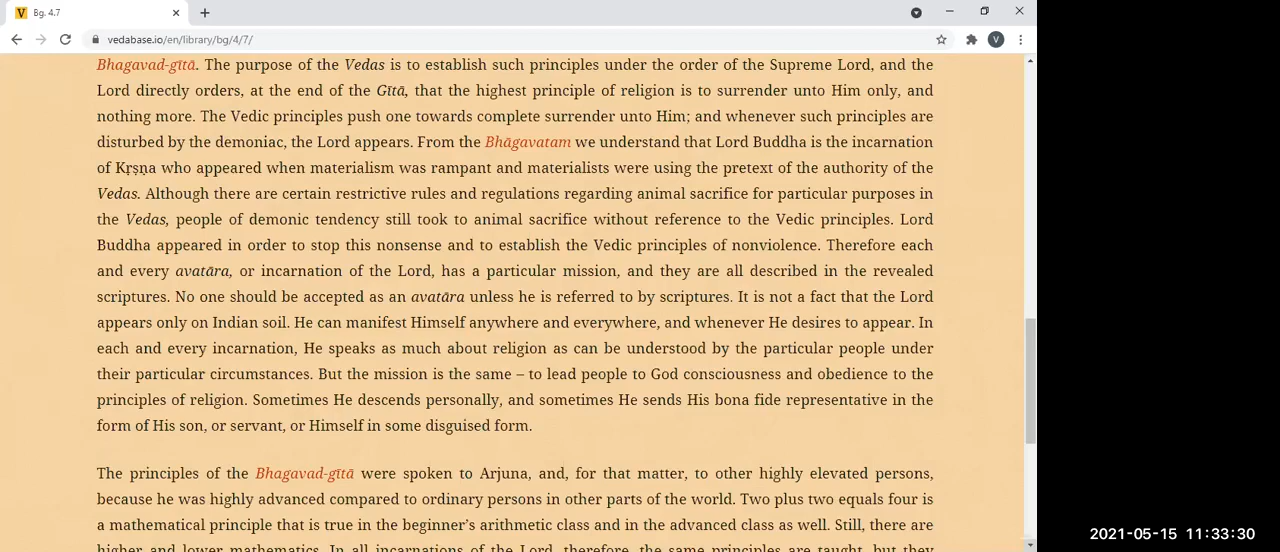 Bg. 4.7
vedabase.io/en/library/bg/4/7/
V
Bhagavad-gītā. The purpose of the Vedas is to establish such principles under the order of the Supreme Lord, and the
Lord directly orders, at the end of the Gītā, that the highest principle of religion is to surrender unto Him only, and
nothing more. The Vedic principles push one towards complete surrender unto Him; and whenever such principles are
disturbed by the demoniac, the Lord appears. From the Bhāgavatam we understand that Lord Buddha is the incarnation
of Kṛṣṇa who appeared when materialism was rampant and materialists were using the pretext of the authority of the
Vedas. Although there are certain restrictive rules and regulations regarding animal sacrifice for particular purposes in
the Vedas, people of demonic tendency still took to animal sacrifice without reference to the Vedic principles. Lord
Buddha appeared in order to stop this nonsense and to establish the Vedic principles of nonviolence. Therefore each
and every avatāra, or incarnation of the Lord, has a particular mission, and they are all described in the revealed
scriptures. No one should be accepted as an avatāra unless he is referred to by scriptures. It is not a fact that the Lord
appears only on Indian soil. He can manifest Himself anywhere and everywhere, and whenever He desires to appear. In
each and every incarnation, He speaks as much about religion as can be understood by the particular people under
their particular circumstances. But the mission is the same – to lead people to God consciousness and obedience to the
principles of religion. Sometimes He descends personally, and sometimes He sends His bona fide representative in the
form of His son, or servant, or Himself in some disguised form.
The principles of the Bhagavad-gītā were spoken to Arjuna, and, for that matter, to other highly elevated persons,
because he was highly advanced compared to ordinary persons in other parts of the world. Two plus two equals four is
a mathematical principle that is true in the beginner's arithmetic class and in the advanced class as well. Still, there are
higher and lower mathematics. In all incarnations of the Lord, therefore, the same principles are taught, but they
2021-05-15 11:33:30